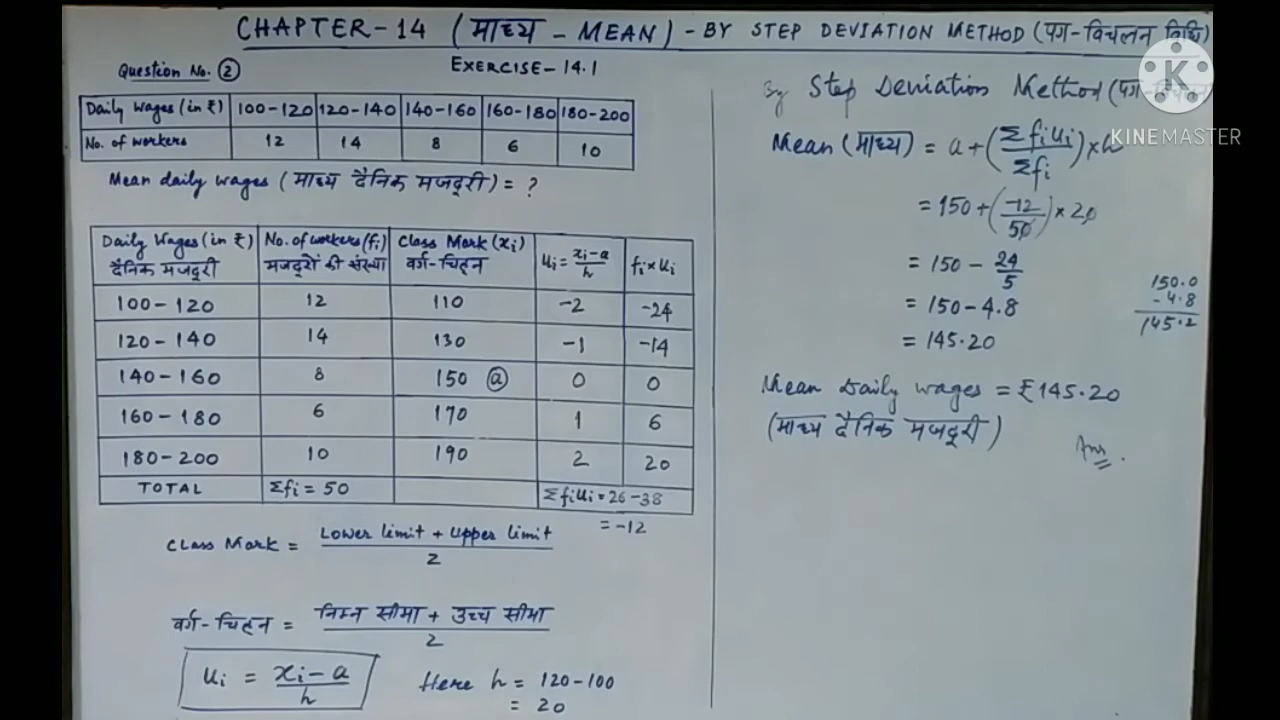 CHAPTER-14 (माध्य - MEAN) - BY STEP DEVIATION METHOD (पग-विचलन विधि)
Question No. ②
EXERCISE-14.1
Daily Wages (in ₹) 100-120 120-140 140-160 160-180 180-200
No. of workers 12 14 8 6 10
Mean daily wages (माध्य दैनिक मजदूरी) = ?
Daily Wages (in ₹) No. of workers (fi) Class Mark (xi) ui = xi-a/h fi×ui
दैनिक मजदूरी मजदूरों की संख्या वर्ग-चिहन
100-120 12 110 -2 -24
120-140 14 130 -1 -14
140-160 8 150 ⓐ 0 0
160-180 6 170 1 6
180-200 10 190 2 20
TOTAL Σfi = 50 Σfiui = 26-38
= -12
Class Mark = Lower limit + Upper limit / 2
वर्ग-चिहन = निम्न सीमा + उच्च सीमा / 2
ui = xi-a/h
Here h = 120-100
= 20
By Step Deviation Method (पग-
KINEMASTER
Mean (माध्य) = a + (Σfiui/Σfi) × h
= 150 + (-12/50) × 20
= 150 - 24/5
= 150 - 4.8
= 145.20
150.0
-4.8
145.2
Mean Daily wages = ₹145.20
(माध्य दैनिक मजदूरी)
Ans.